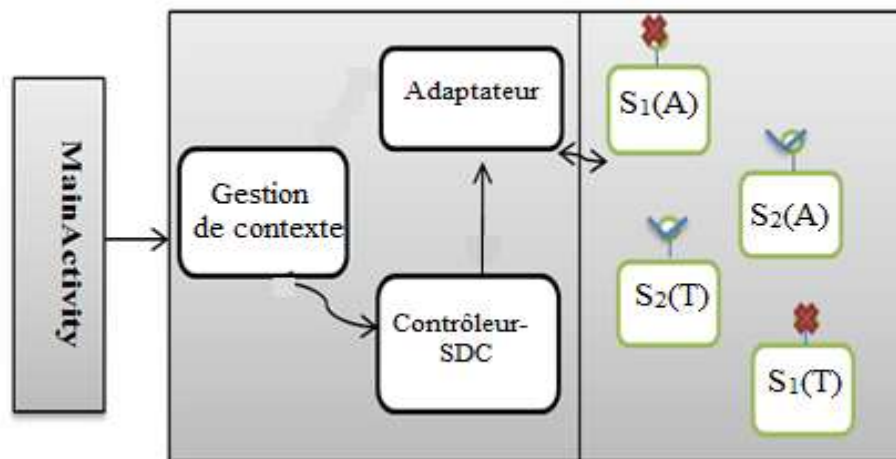 MainActivity
Gestion
de contexte
Adaptateur
Contrôleur-
SDC
S₁(A)
S₂(A)
S₂(T)
S₁(T)